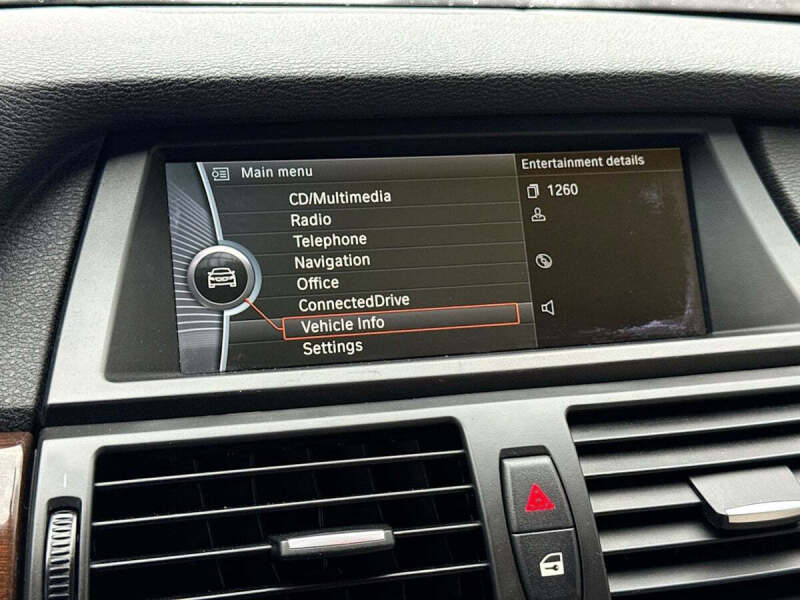 Main menu
CD/Multimedia
Radio
Telephone
Navigation
Office
ConnectedDrive
Vehicle Info
Settings
Entertainment details
1260